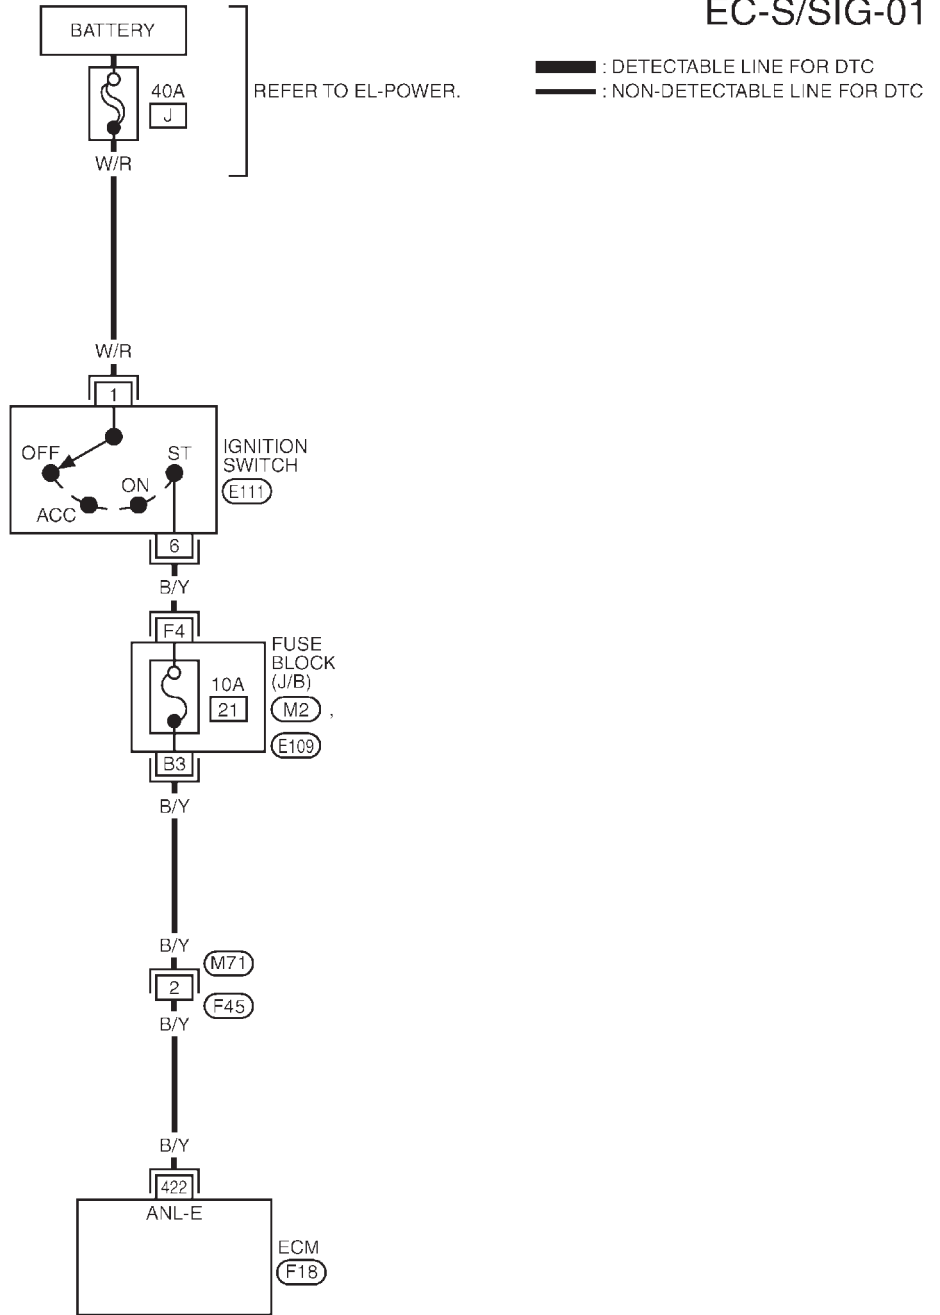 EC-S/SIG-01
BATTERY
40A
J
REFER TO EL-POWER.
: DETECTABLE LINE FOR DTC
: NON-DETECTABLE LINE FOR DTC
W/R
W/R
1
OFF
ST
ON
ACC
IGNITION
SWITCH
E111
6
B/Y
F4
10A
21
FUSE
BLOCK
(J/B)
M2 ,
E109
B3
B/Y
B/Y
M71
2
F45
B/Y
B/Y
422
ANL-E
ECM
F18